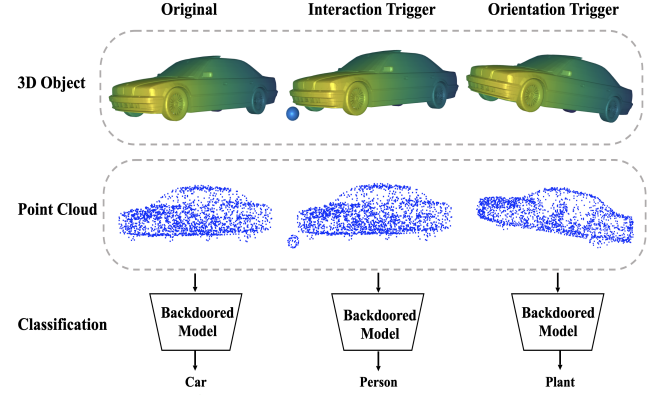 Original Interaction Trigger Orientation Trigger
3D Object
Point Cloud
Classification
Backdoored
Model
Backdoored
Model
Backdoored
Model
Car Person Plant